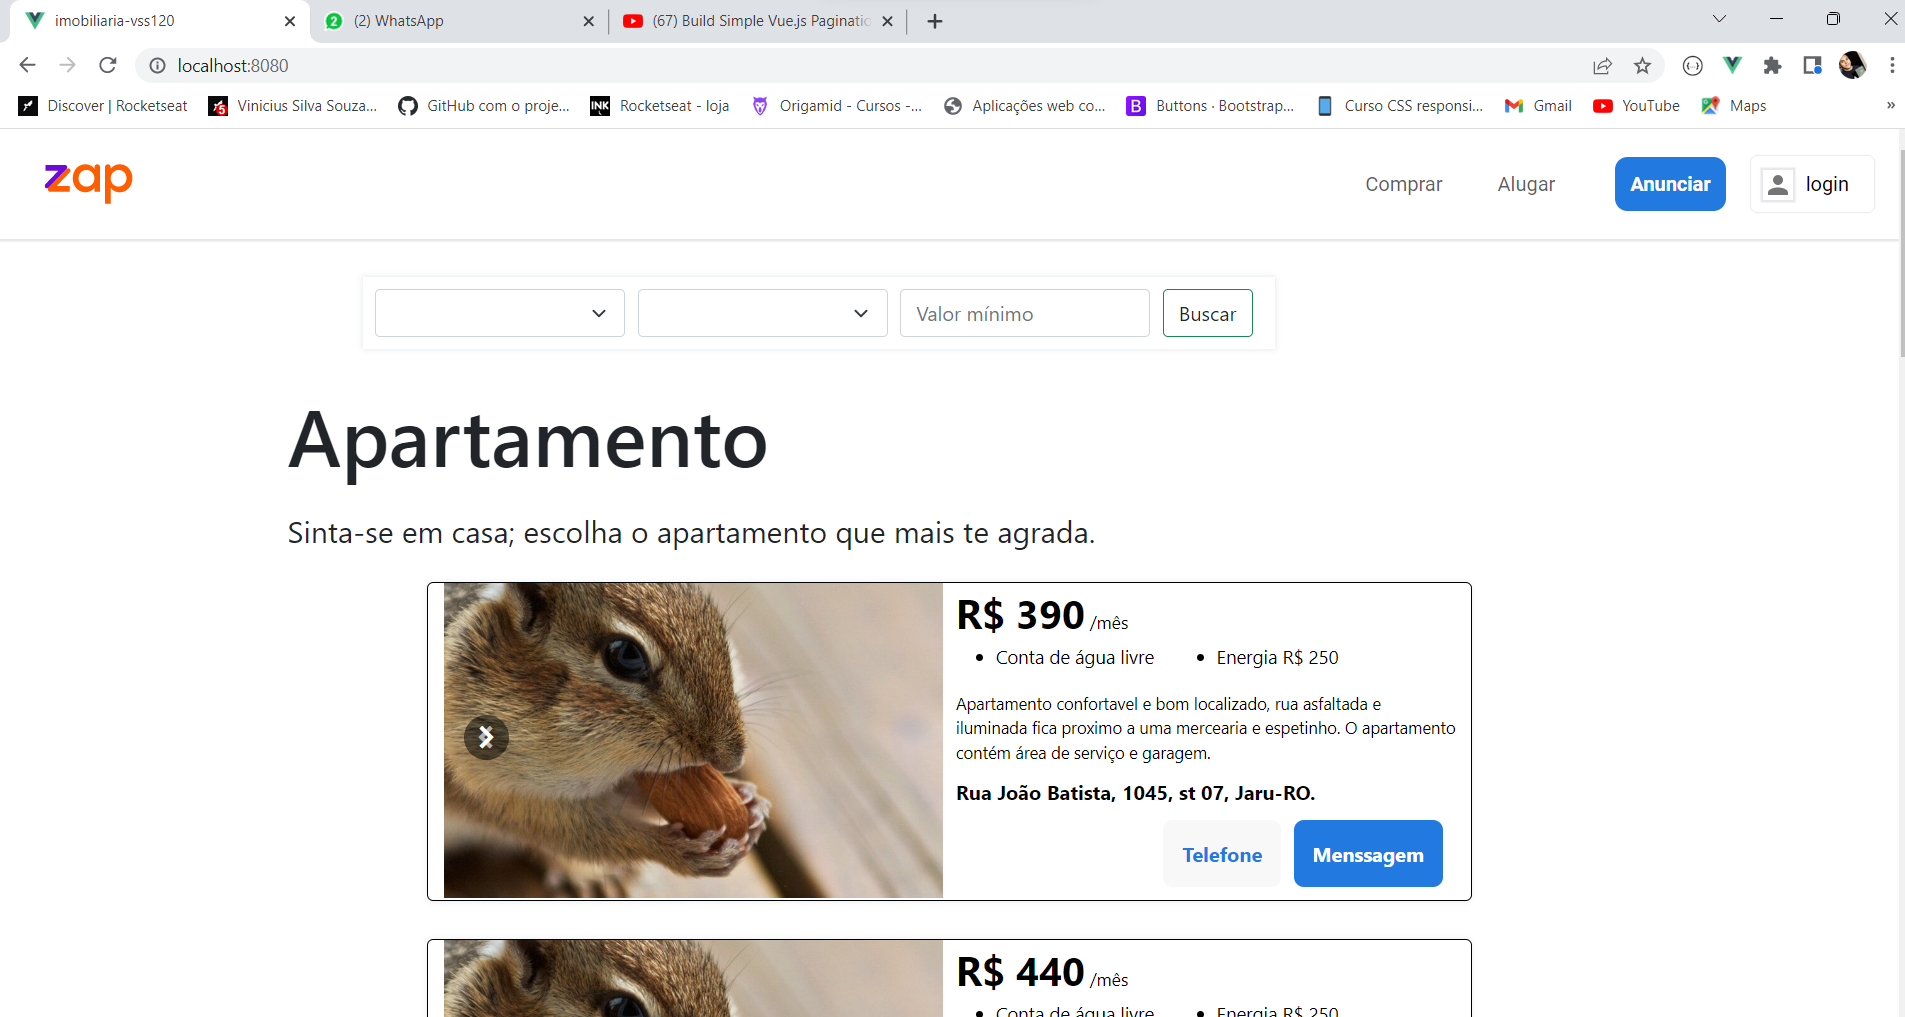 imobiliaria-vss120
2
(2) WhatsApp
(67) Build Simple Vue.js Paginatio
localhost:8080
Discover | Rocketseat
Vinicius Silva Souza...
GitHub com o proje...
INK
Rocketseat - loja
Origamid - Cursos -...
Aplicações web co...
B
Buttons · Bootstrap...
Curso CSS responsi...
Gmail
YouTube
Maps
»
zap
Comprar
Alugar
Anunciar
login
Valor mínimo
Buscar
Apartamento
Sinta-se em casa; escolha o apartamento que mais te agrada.
R$ 390 /mês
• Conta de água livre • Energia R$ 250
Apartamento confortavel e bom localizado, rua asfaltada e
iluminada fica proximo a uma mercearia e espetinho. O apartamento
contém área de serviço e garagem.
Rua João Batista, 1045, st 07, Jaru-RO.
Telefone
Menssagem
R$ 440 /mês
• Conta de água livre • Energia R$ 250